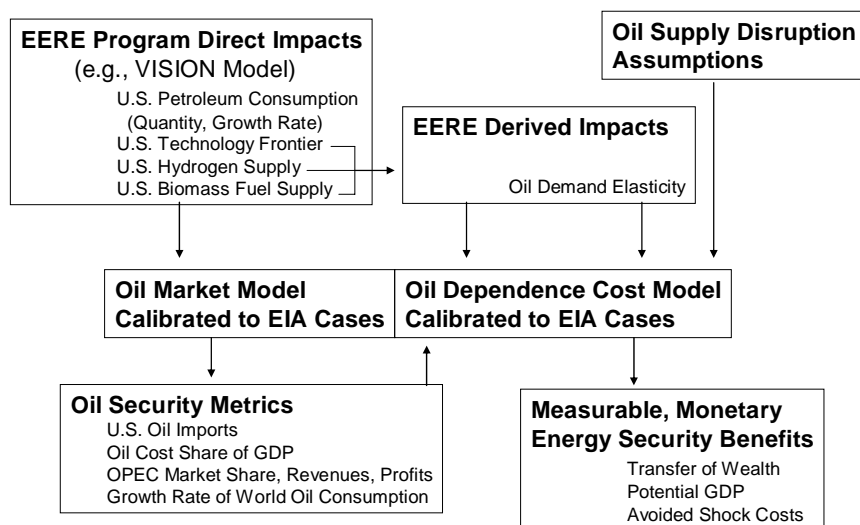 EERE Program Direct Impacts
(e.g., VISION Model)
U.S. Petroleum Consumption
(Quantity, Growth Rate)
U.S. Technology Frontier
U.S. Hydrogen Supply
U.S. Biomass Fuel Supply
Oil Supply Disruption
Assumptions
EERE Derived Impacts
Oil Demand Elasticity
Oil Market Model
Calibrated to EIA Cases
Oil Dependence Cost Model
Calibrated to EIA Cases
Oil Security Metrics
U.S. Oil Imports
Oil Cost Share of GDP
OPEC Market Share, Revenues, Profits
Growth Rate of World Oil Consumption
Measurable, Monetary
Energy Security Benefits
Transfer of Wealth
Potential GDP
Avoided Shock Costs